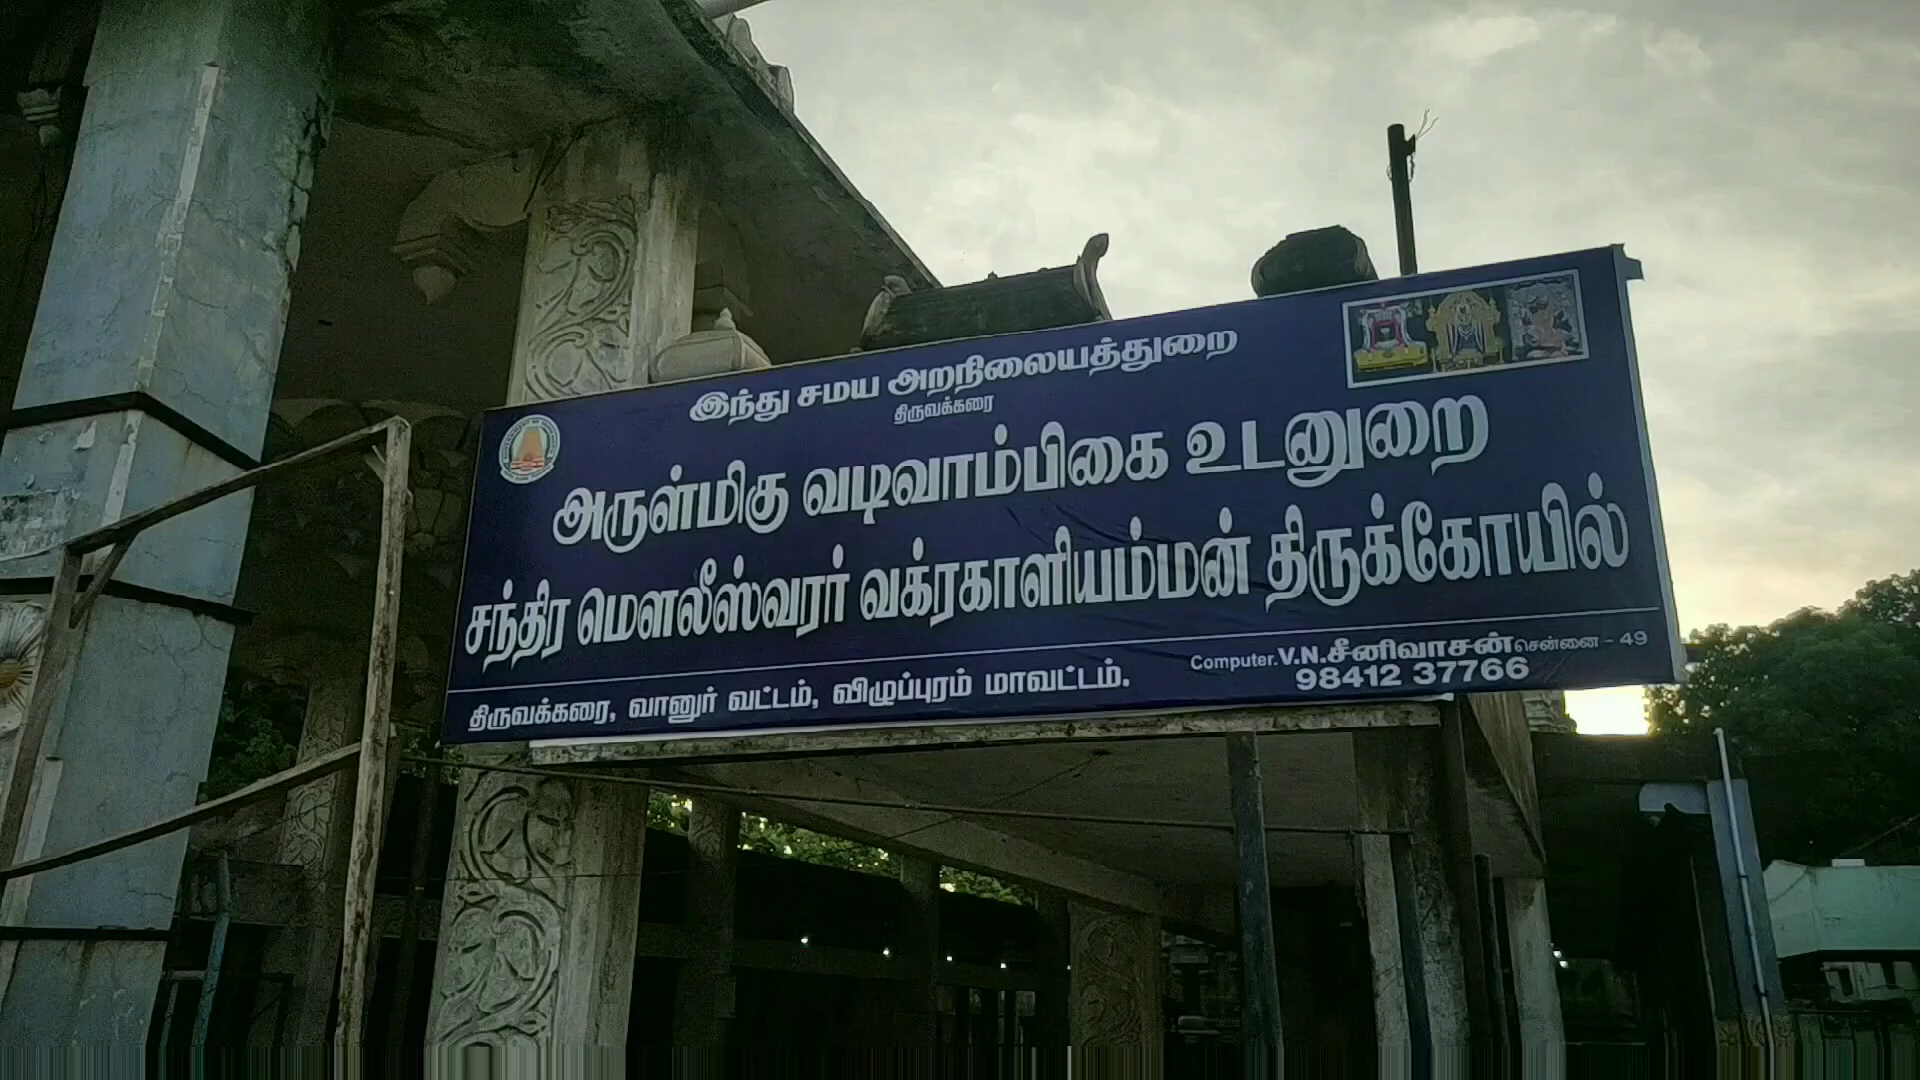 இந்து சமய அறநிலையத்துறை
திருவக்கரை
அருள்மிகு வடிவாம்பிகை உடனுறை
சந்திர மௌலீஸ்வரர் வக்ரகாளியம்மன் திருக்கோயில்
திருவக்கரை, வானூர் வட்டம், விழுப்புரம் மாவட்டம்.
Computer.V.N.சீனிவாசன் சென்னை - 49
98412 37766